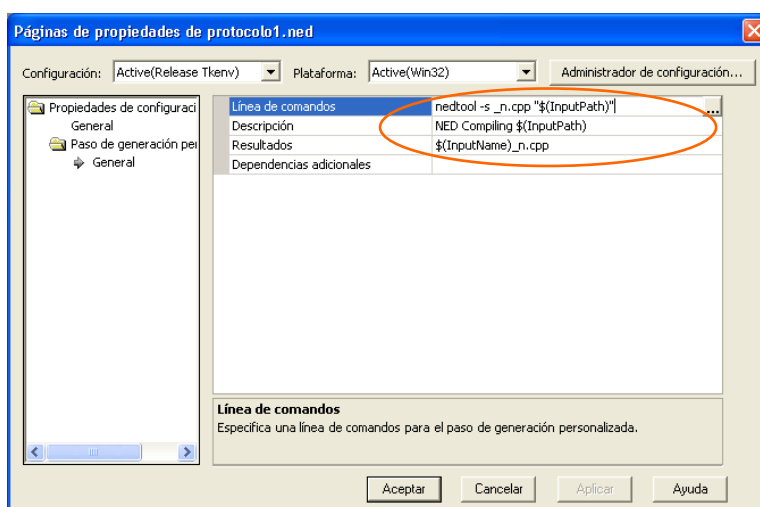 Páginas de propiedades de protocolo1.ned
Configuración: Active(Release Tkenv) Plataforma: Active(Win32) Administrador de configuración...
Propiedades de configuraci
General
Paso de generación per
General
Línea de comandos nedtool -s _n.cpp "$(InputPath)" ...
Descripción NED Compiling $(InputPath)
Resultados $(InputName)_n.cpp
Dependencias adicionales
Línea de comandos
Especifica una línea de comandos para el paso de generación personalizada.
Aceptar Cancelar Aplicar Ayuda